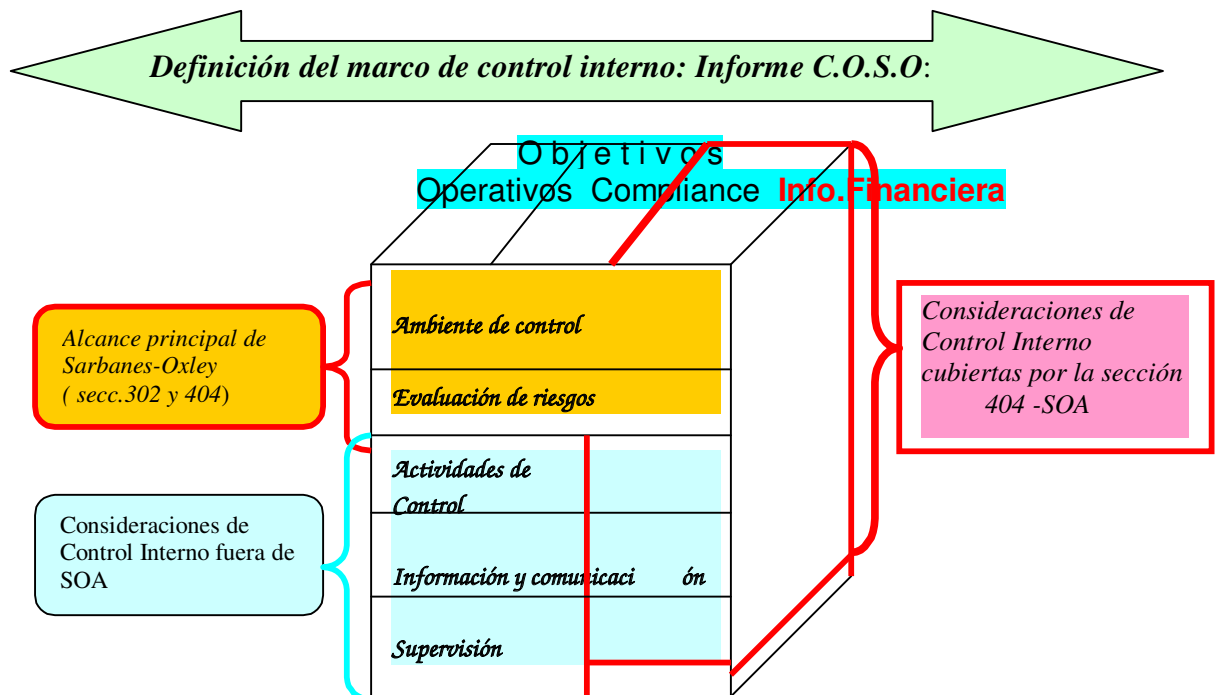 Definición del marco de control interno: Informe C.O.S.O:
O b j e t i v o s
Operativos Compliance Info.Financiera
Alcance principal de
Sarbanes-Oxley
( secc.302 y 404)
Ambiente de control
Evaluación de riesgos
Consideraciones de
Control Interno
cubiertas por la sección
404 -SOA
Consideraciones de
Control Interno fuera de
SOA
Actividades de
Control
Información y comunicaci ón
Supervisión